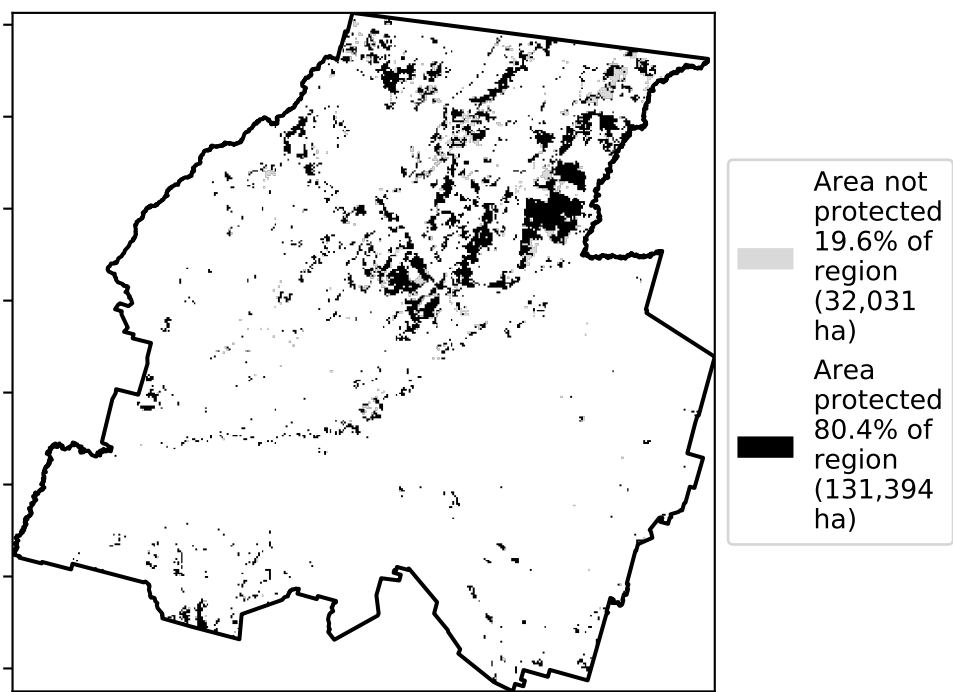 Area not
protected
19.6% of
region
(32,031
ha)
Area
protected
80.4% of
region
(131,394
ha)